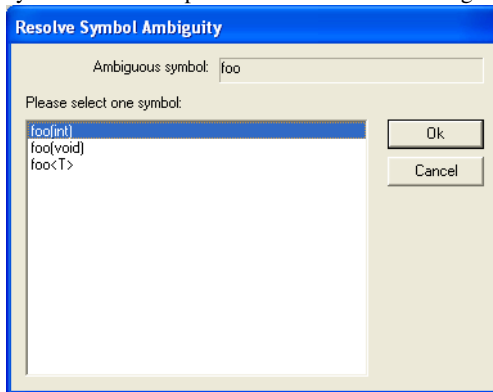 Resolve Symbol Ambiguity
Ambiguous symbol: foo
Please select one symbol:
foo(int)
foo(void)
foo<T>
Ok
Cancel